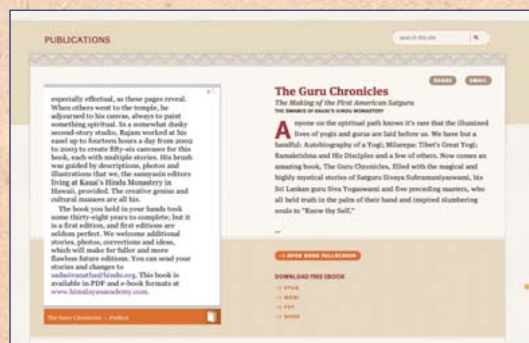 PUBLICATIONS
search this site
especially effectual, as these pages reveal.
When others went to the temple, he
adjourned to his canvas, always to paint
something spiritual. In a somewhat dusky
second-story studio, Rajam worked at his
easel up to fourteen hours a day from 2002
to 2003 to create fifty-six canvases for this
book, each with multiple stories. His brush
was guided by descriptions, photos and
illustrations that we, the sannyasin editors
living at Kauai's Hindu Monastery in
Hawaii, provided. The creative genius and
cultural nuances are all his.
The book you hold in your hands took
some thirty-eight years to complete; but it
is a first edition, and first editions are
seldom perfect. We welcome additional
stories, photos, corrections and ideas,
which will make for fuller and more
flawless future editions. You can send your
stories and changes to
sadasivanatha@hindu.org. This book is
available in PDF and e-book formats at
www.himalayanacademy.com.
The Guru Chronicles — Preface
SHARE EMAIL
The Guru Chronicles
The Making of the First American Satguru
THE SWAMIS OF KAUAI'S HINDU MONASTERY
Anyone on the spiritual path knows it's rare that the illumined
lives of yogis and gurus are laid before us. We have but a
handful: Autobiography of a Yogi; Milarepa: Tibet's Great Yogi;
Ramakrishna and His Disciples and a few of others. Now comes an
amazing book, The Guru Chronicles, filled with the magical and
highly mystical stories of Satguru Sivaya Subramuniyaswami, his
Sri Lankan guru Siva Yogaswami and five preceding masters, who
all held truth in the palm of their hand and inspired slumbering
souls to "Know thy Self."
...
→ OPEN BOOK FULLSCREEN
DOWNLOAD FREE EBOOK
→ EPUB
→ MOBI
→ PDF